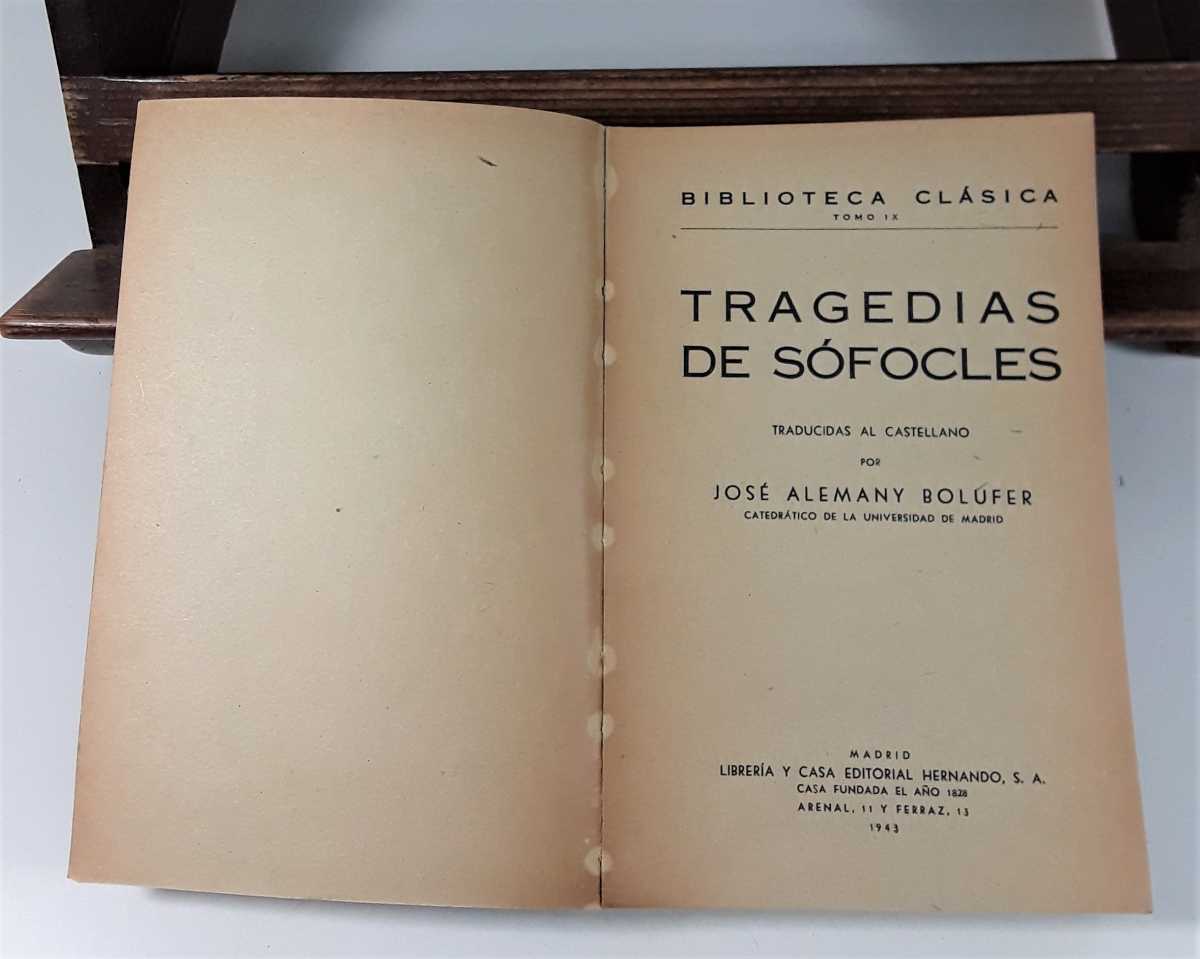 BIBLIOTECA CLÁSICA
TOMO IX
TRAGEDIAS
DE SÓFOCLES
TRADUCIDAS AL CASTELLANO
POR
JOSÉ ALEMANY BOLUFER
CATEDRÁTICO DE LA UNIVERSIDAD DE MADRID
MADRID
LIBRERÍA Y CASA EDITORIAL HERNANDO, S. A.
CASA FUNDADA EL AÑO 1828
ARENAL, 11 Y FERRAZ, 13
1943